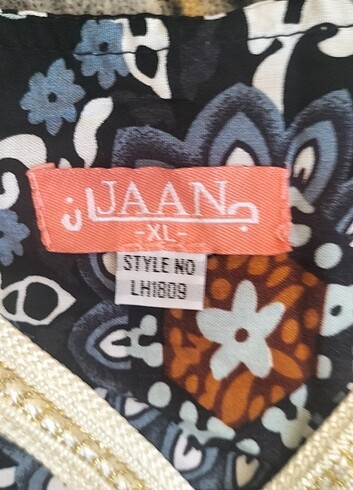 JAAN
جان
-XL-
STYLE NO
LH1809